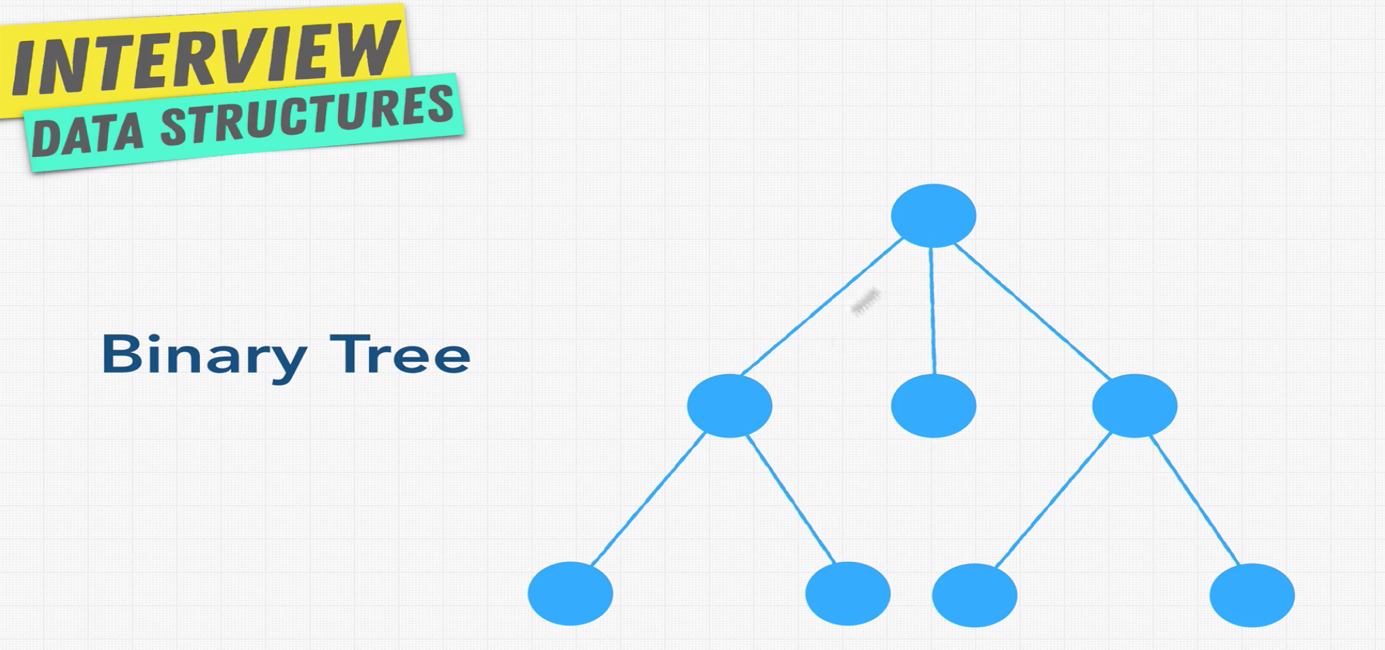 INTERVIEW
DATA STRUCTURES
Binary Tree